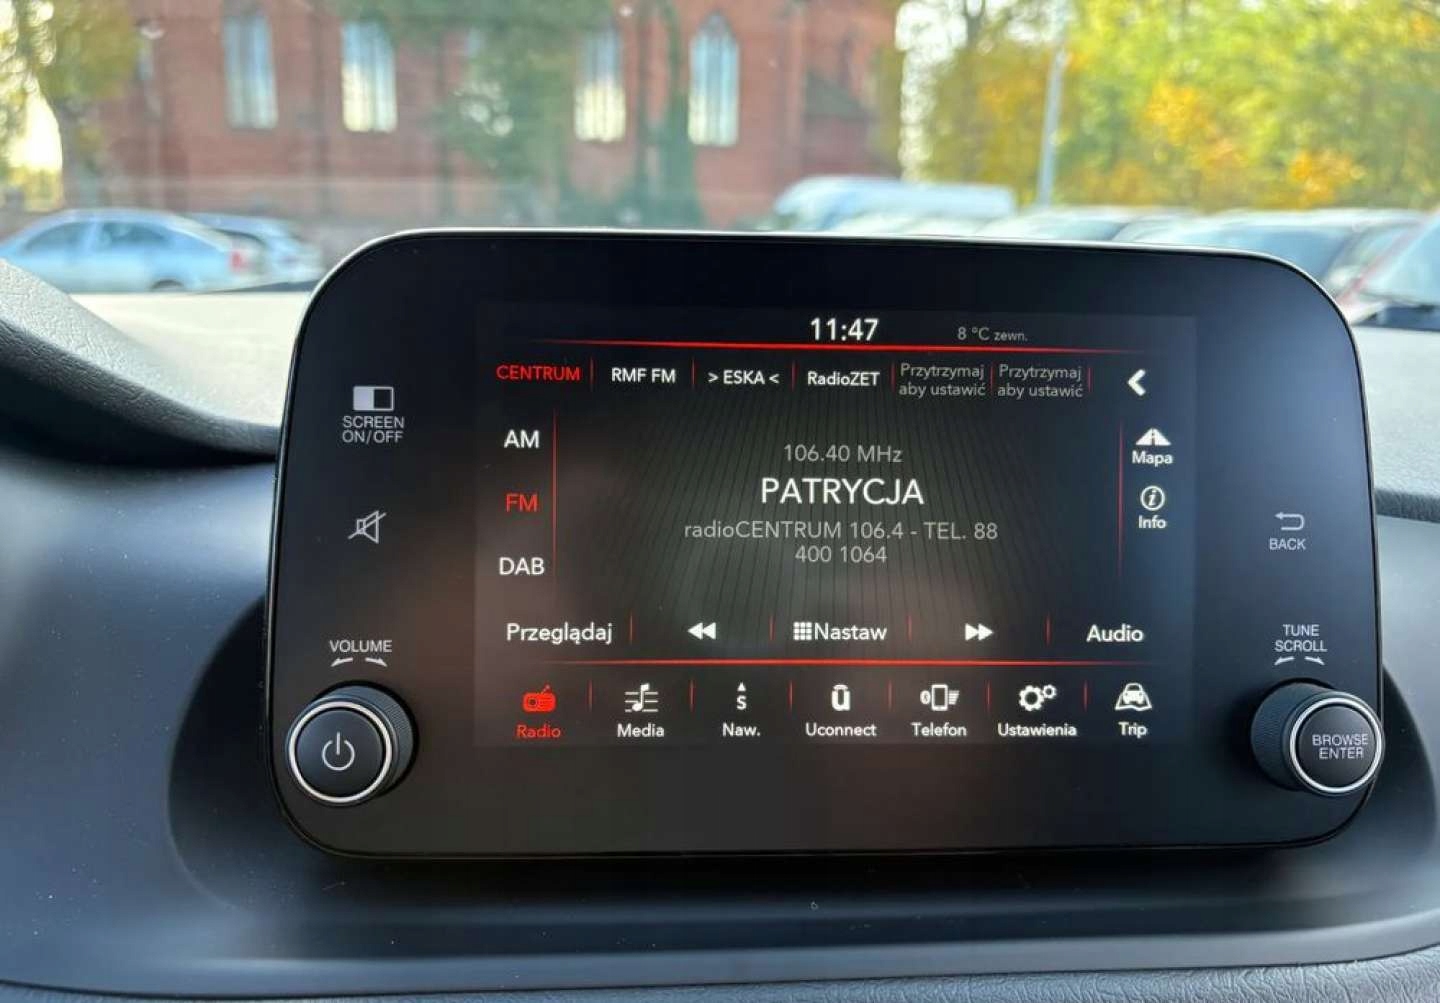 11:47
8 °C zewn.
CENTRUM
RMF FM
> ESKA <
RadioZET
Przytrzymaj
aby ustawić
Przytrzymaj
aby ustawić
SCREEN
ON/OFF
AM
FM
DAB
106.40 MHz
PATRYCJA
radioCENTRUM 106.4 - TEL. 88
400 1064
Mapa
Info
BACK
Przeglądaj
Nastaw
Audio
VOLUME
TUNE
SCROLL
Radio
Media
S
Naw.
Uconnect
Telefon
Ustawienia
Trip
BROWSE
ENTER